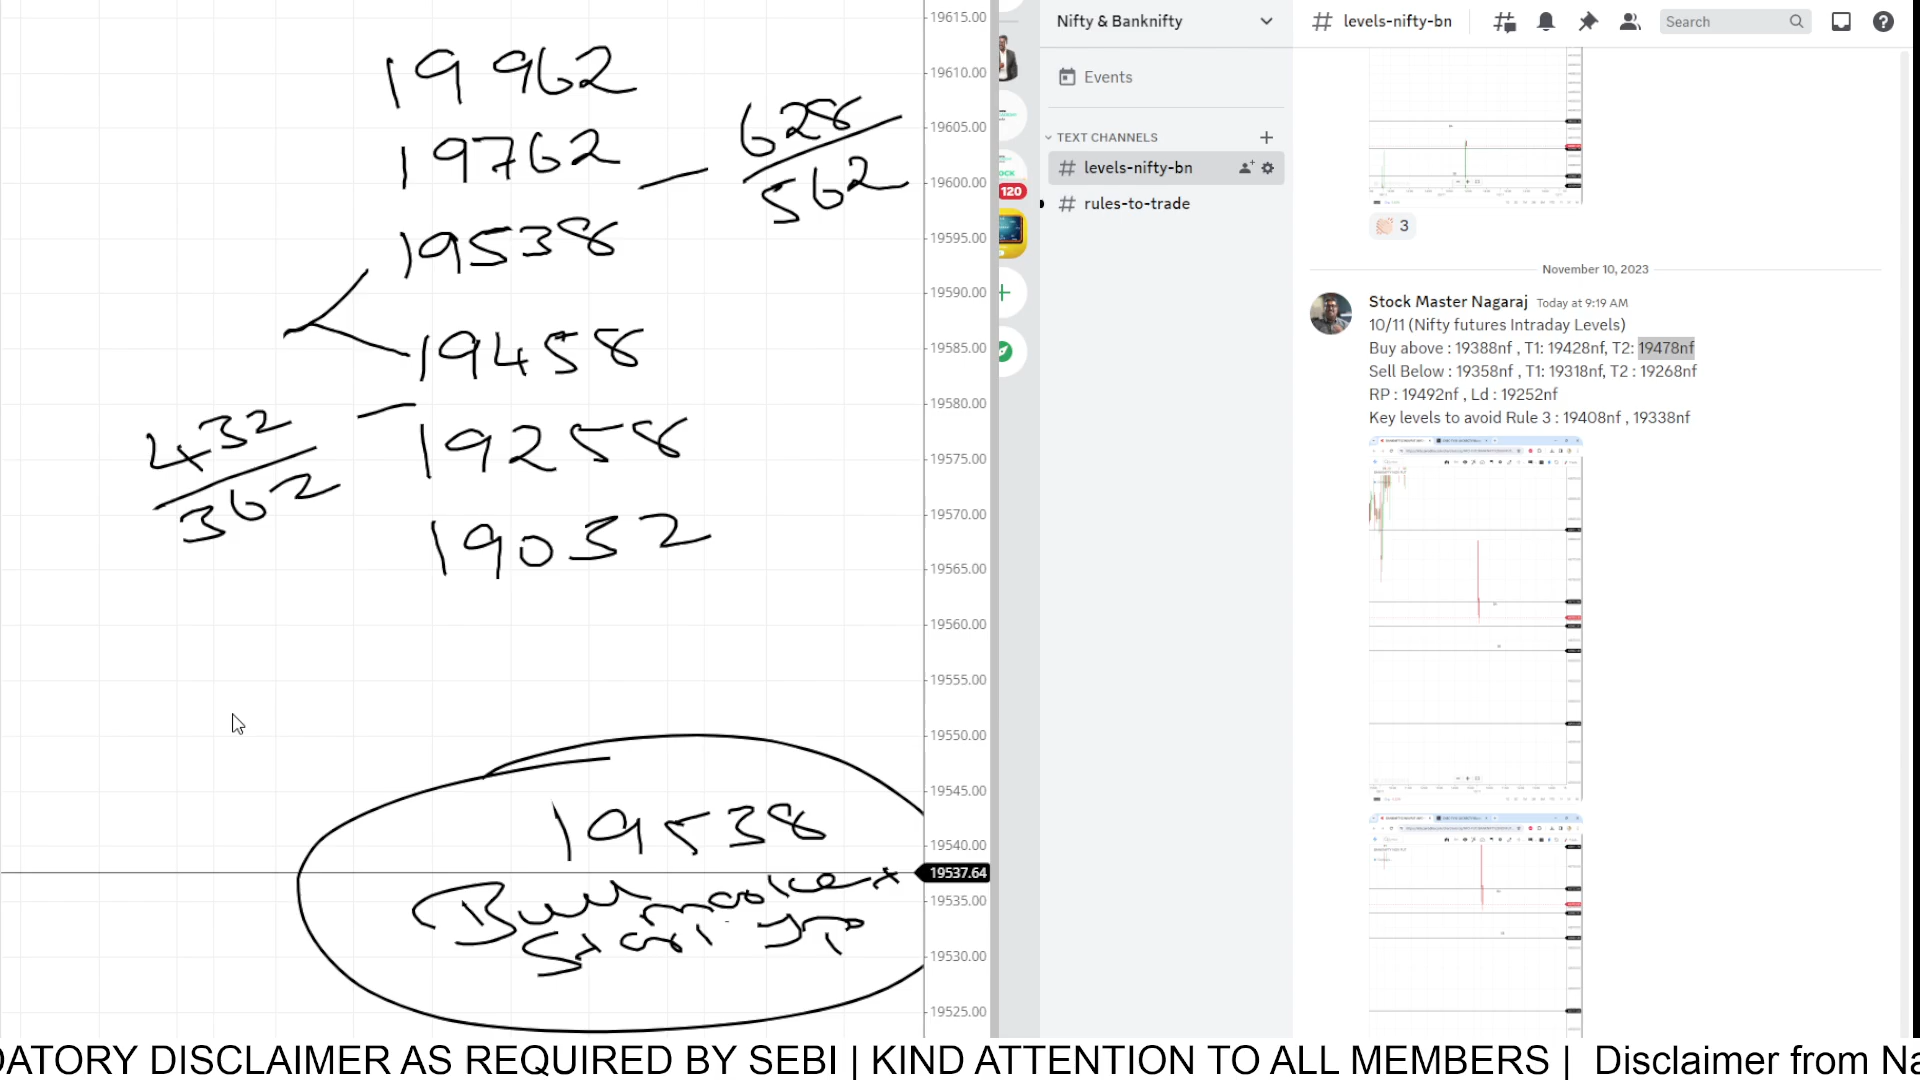 19962
19762
628
562
19538
19458
19258
432
362
19032
19538
Bull market
Start up
19615.00
19610.00
19605.00
19600.00
19595.00
19590.00
19585.00
19580.00
19575.00
19570.00
19565.00
19560.00
19555.00
19550.00
19545.00
19540.00
19537.64
19535.00
19530.00
19525.00
120
Nifty & Banknifty
Events
TEXT CHANNELS
# levels-nifty-bn
# rules-to-trade
# levels-nifty-bn
Search
3
November 10, 2023
Stock Master Nagaraj Today at 9:19 AM
10/11 (Nifty futures Intraday Levels)
Buy above : 19388nf , T1: 19428nf, T2: 19478nf
Sell Below : 19358nf , T1: 19318nf, T2 : 19268nf
RP : 19492nf , Ld : 19252nf
Key levels to avoid Rule 3 : 19408nf , 19338nf
DATORY DISCLAIMER AS REQUIRED BY SEBI | KIND ATTENTION TO ALL MEMBERS | Disclaimer from Na